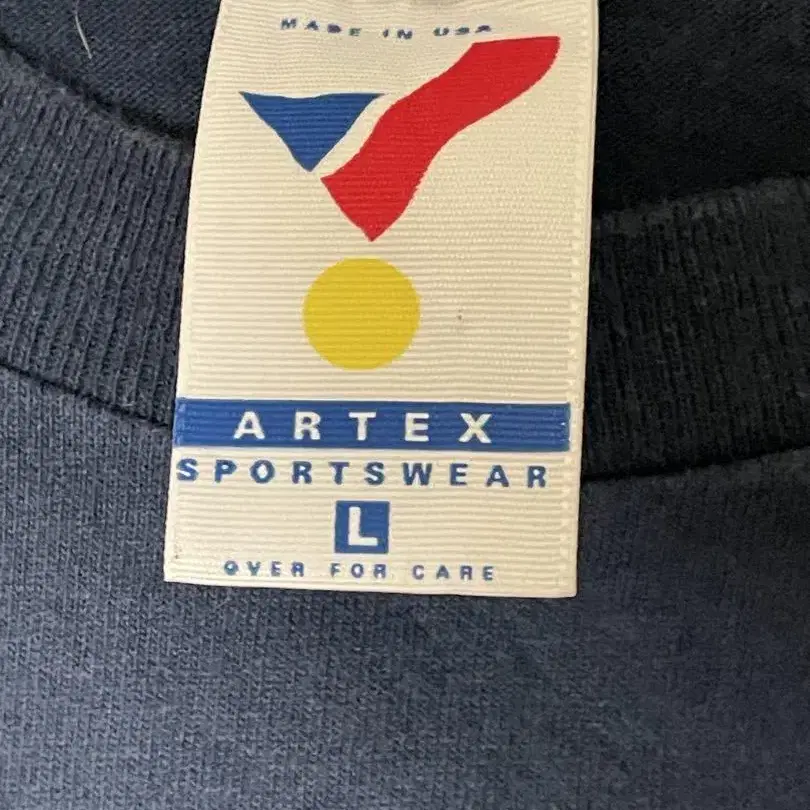 MADE IN USA
ARTEX
SPORTSWEAR
L
OVER FOR CARE